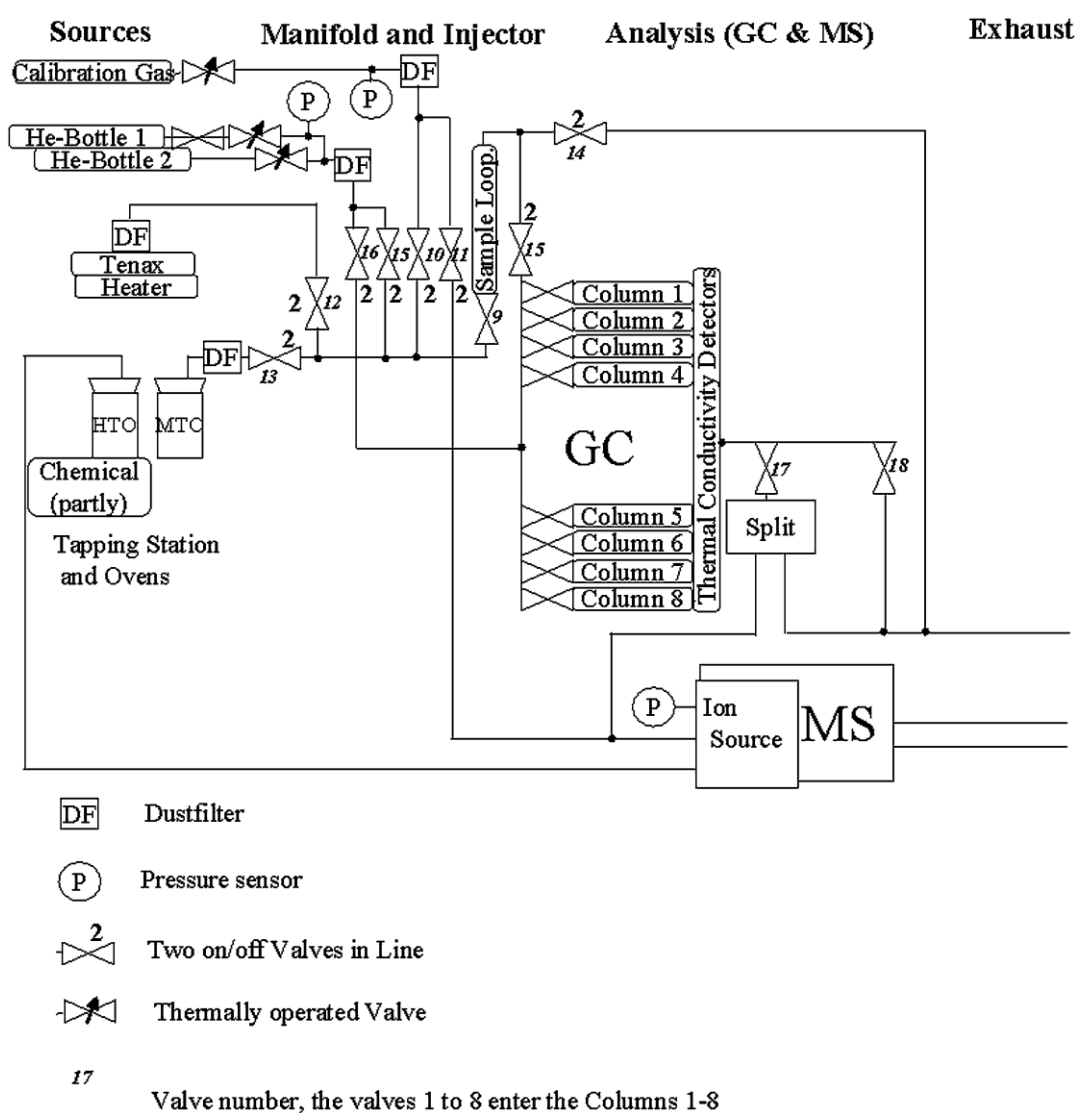 Sources
Manifold and Injector
Analysis (GC & MS)
Exhaust
Calibration Gas
DF
P
P
He-Bottle 1
He-Bottle 2
DF
2
14
Sample Loop.
2
15
DF
Tenax
Heater
16
15
10
11
2
2
2
2
2
12
9
Column 1
Column 2
Column 3
Column 4
Thermal Conductivity Detectors
DF
2
13
HTO
MTO
GC
Chemical
(partly)
17
18
Column 5
Column 6
Column 7
Column 8
Split
Tapping Station
and Ovens
P
Ion
Source
MS
DF
Dustfilter
P
Pressure sensor
2
Two on/off Valves in Line
Thermally operated Valve
17
Valve number, the valves 1 to 8 enter the Columns 1-8